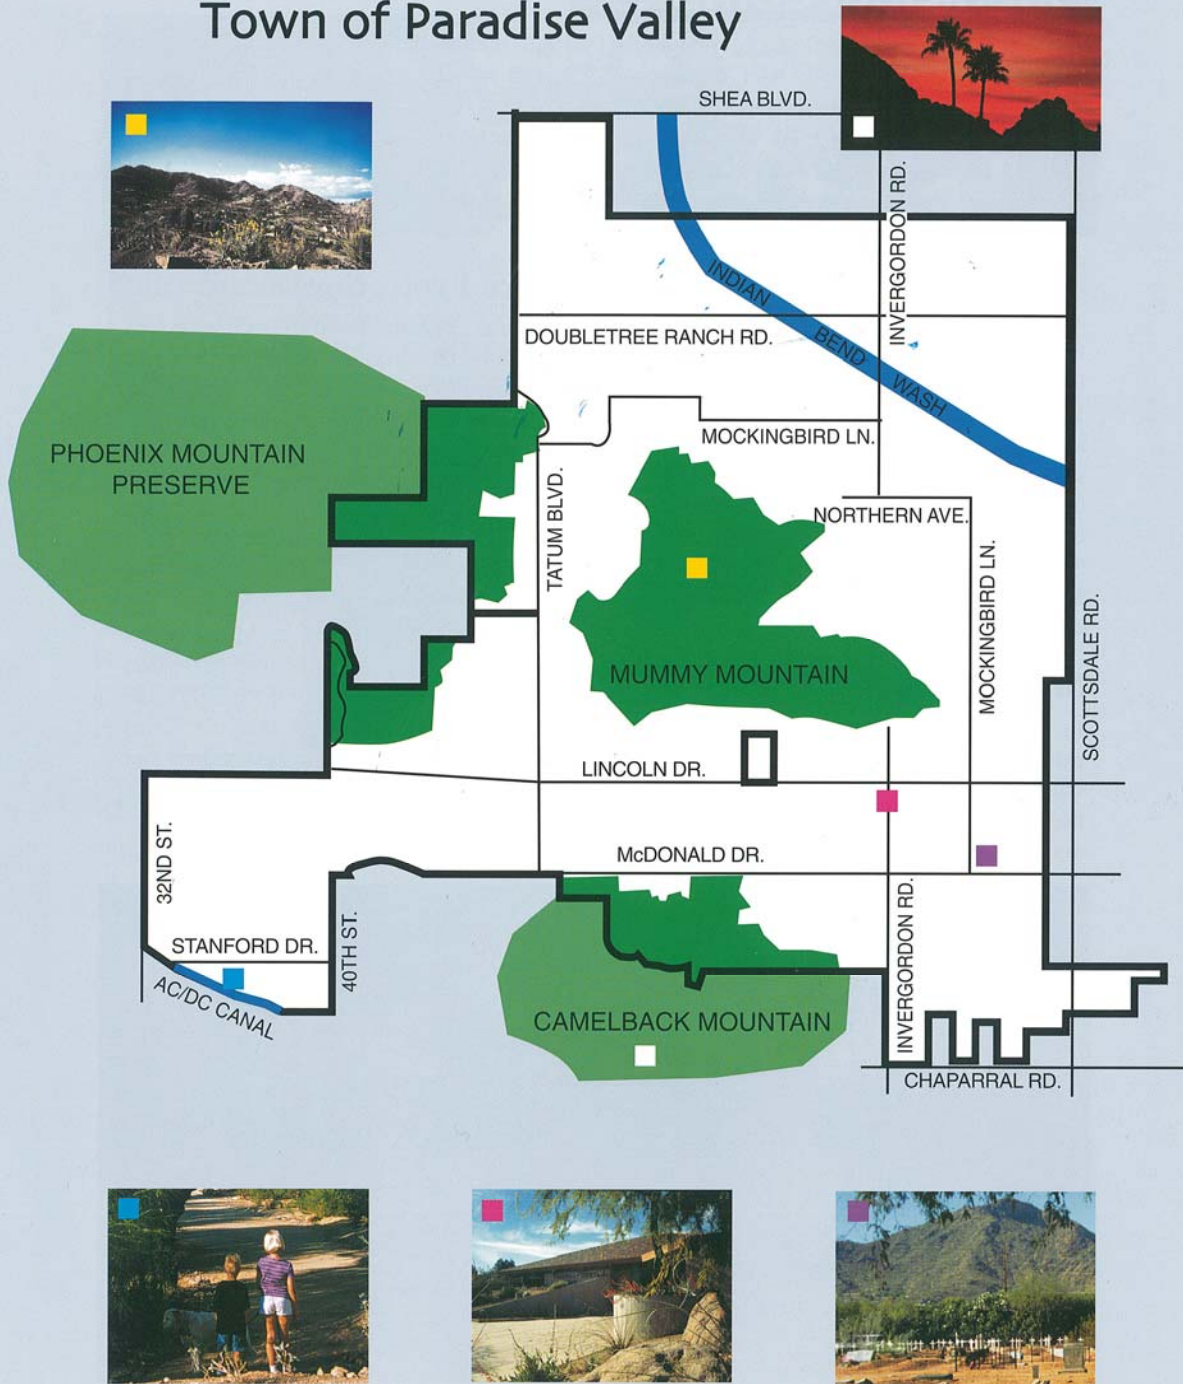 Town of Paradise Valley
SHEA BLVD.
INVERGORDON RD.
INDIAN
BEND
WASH
DOUBLETREE RANCH RD.
MOCKINGBIRD LN.
PHOENIX MOUNTAIN
PRESERVE
TATUM BLVD.
NORTHERN AVE.
MOCKINGBIRD LN.
SCOTTSDALE RD.
MUMMY MOUNTAIN
LINCOLN DR.
32ND ST.
McDONALD DR.
INVERGORDON RD.
40TH ST.
STANFORD DR.
AC/DC CANAL
CAMELBACK MOUNTAIN
CHAPARRAL RD.